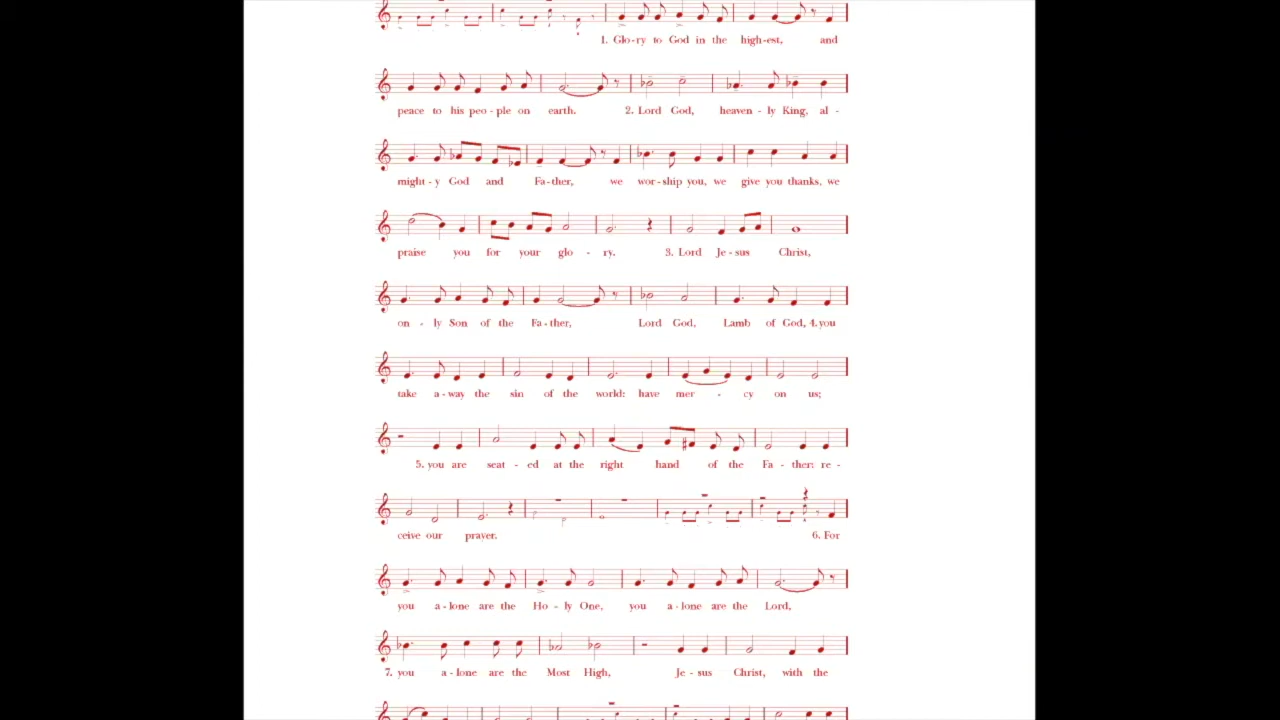 1. Glo-ry to God in the high-est, and
peace to his peo-ple on earth. 2. Lord God, heaven-ly King, al-
might-y God and Fa-ther, we wor-ship you, we give you thanks, we
praise you for your glo-ry. 3. Lord Je-sus Christ,
on-ly Son of the Fa-ther, Lord God, Lamb of God, 4. you
take a-way the sin of the world: have mer-cy on us;
5. you are seat-ed at the right hand of the Fa-ther: re-
ceive our prayer. 6. For
you a-lone are the Ho-ly One, you a-lone are the Lord,
7. you a-lone are the Most High, Je-sus Christ, with the